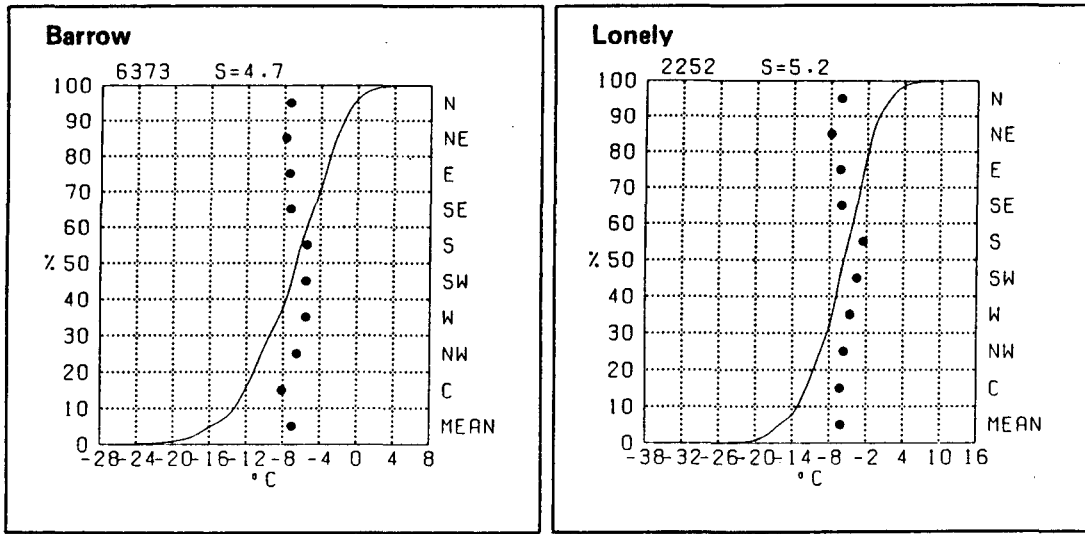 Barrow
6373 S=4.7
100
90
80
70
60
% 50
40
30
20
10
0
N
NE
E
SE
S
SW
W
NW
C
MEAN
-28 -24 -20 -16 -12 -8 -4 0 4 8
°C
Lonely
2252 S=5.2
100
90
80
70
60
% 50
40
30
20
10
0
N
NE
E
SE
S
SW
W
NW
C
MEAN
-38 -32 -26 -20 -14 -8 -2 4 10 16
°C